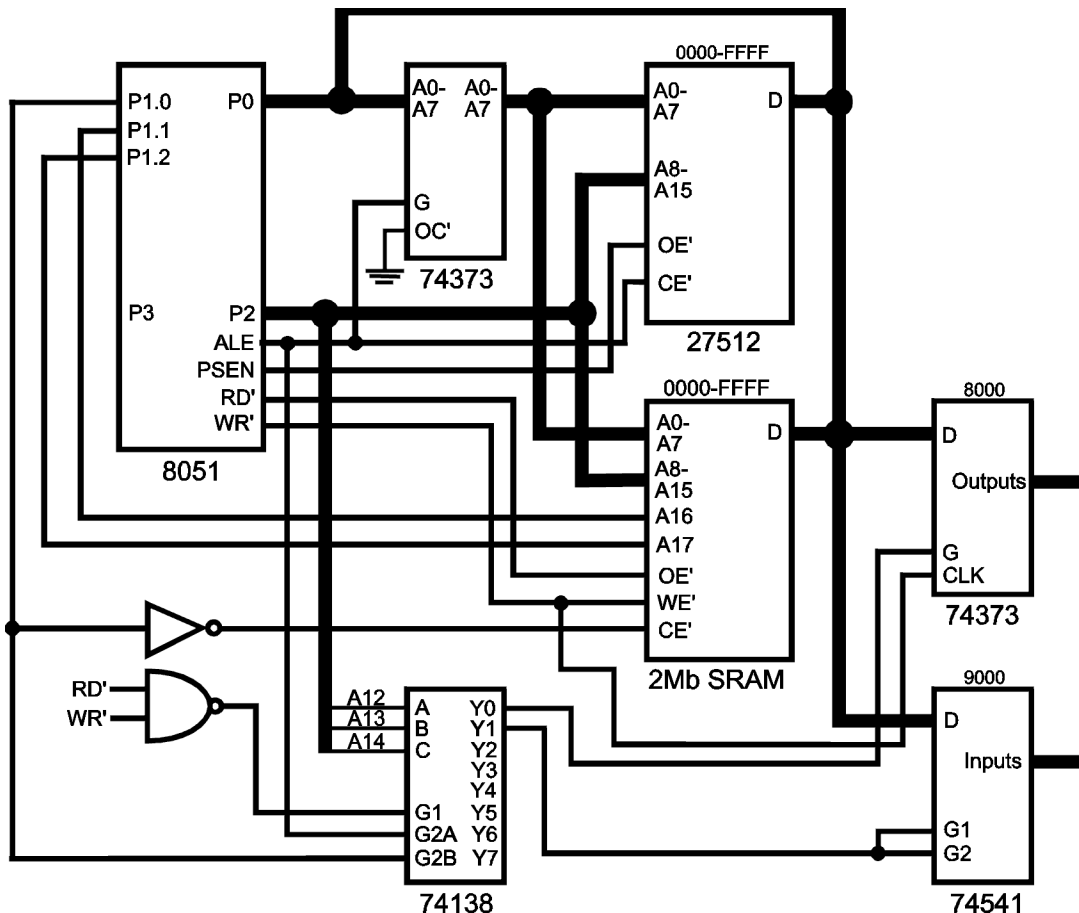 P1.0
P1.1
P1.2
P3
P0
P2
ALE
PSEN
RD'
WR'
8051
A0-
A7
A0-
A7
G
OC'
74373
0000-FFFF
A0-
A7
D
A8-
A15
OE'
CE'
27512
0000-FFFF
A0-
A7
D
A8-
A15
A16
A17
OE'
WE'
CE'
2Mb SRAM
8000
D
Outputs
G
CLK
74373
RD'
WR'
A12
A13
A14
A
B
C
G1
G2A
G2B
Y0
Y1
Y2
Y3
Y4
Y5
Y6
Y7
74138
9000
D
Inputs
G1
G2
74541